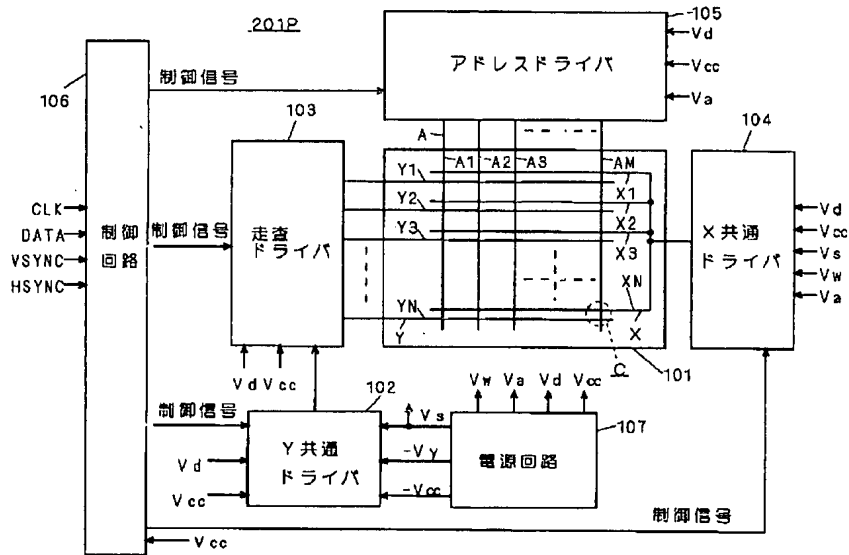 201P
105
アドレスドライバ
Vd
Vcc
Va
106
制御信号
103
A
104
A1 A2 A3 AM
Y1
X1
Y2
X2
Y3
X3
YN
XN
Y
X
C
101
CLK
DATA
VSYNC
HSYNC
制御
回路
制御信号
走査
ドライバ
X共通
ドライバ
Vd
Vcc
Vs
Vw
Va
Vd Vcc
制御信号
102
Vw Va Vd Vcc
Vs
107
Y共通
ドライバ
Vd
Vcc
-Vy
-Vcc
電源回路
制御信号
Vcc